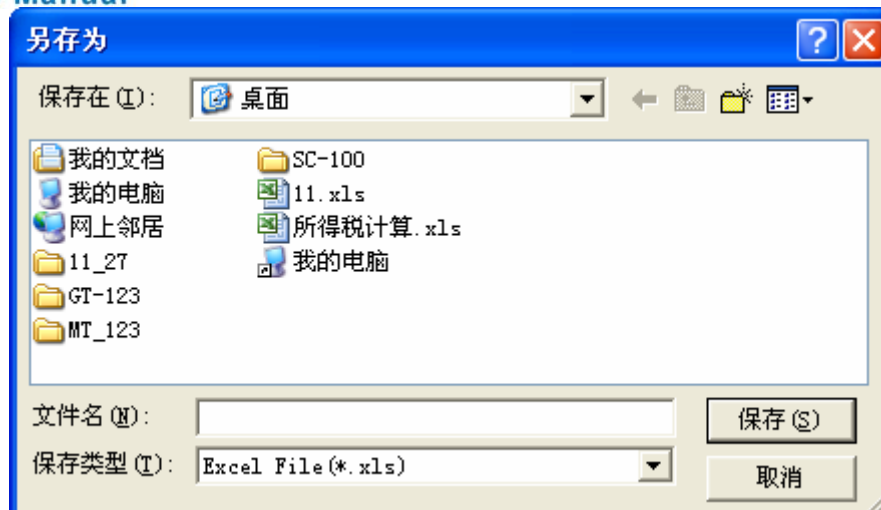 Manual
另存为
保存在(I):
桌面
我的文档
我的电脑
网上邻居
11_27
GT-123
MT_123
SC-100
11.xls
所得税计算.xls
我的电脑
文件名(N):
保存(S)
保存类型(T):
Excel File(*.xls)
取消